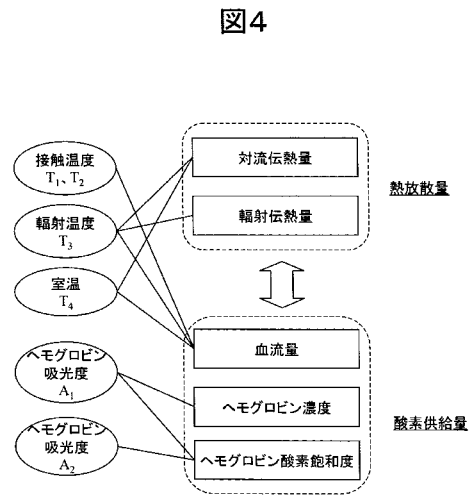 図4
接触温度
T1、T2
輻射温度
T3
室温
T4
ヘモグロビン
吸光度
A1
ヘモグロビン
吸光度
A2
対流伝熱量
輻射伝熱量
熱放散量
血流量
ヘモグロビン濃度
ヘモグロビン酸素飽和度
酸素供給量